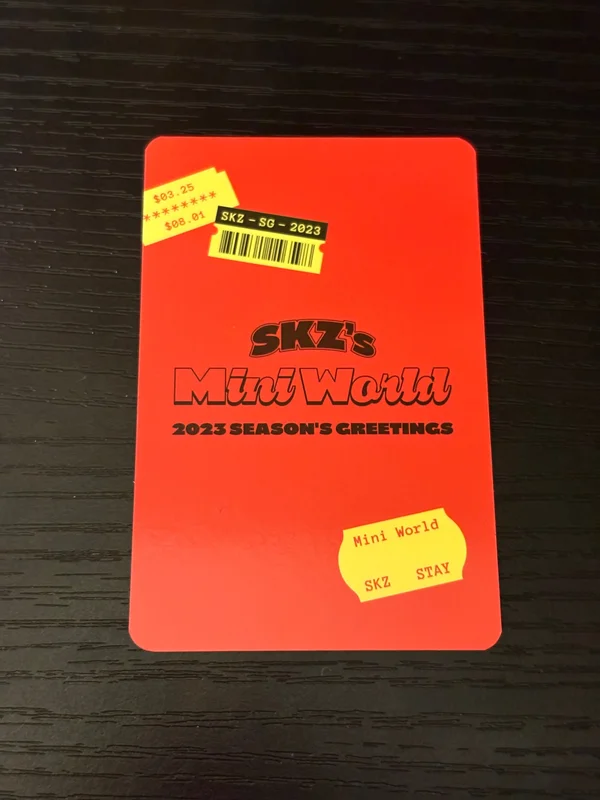 $03.25
********
$08.01
SKZ - SG - 2023
SKZ's
Mini World
2023 SEASON'S GREETINGS
Mini World
SKZ STAY